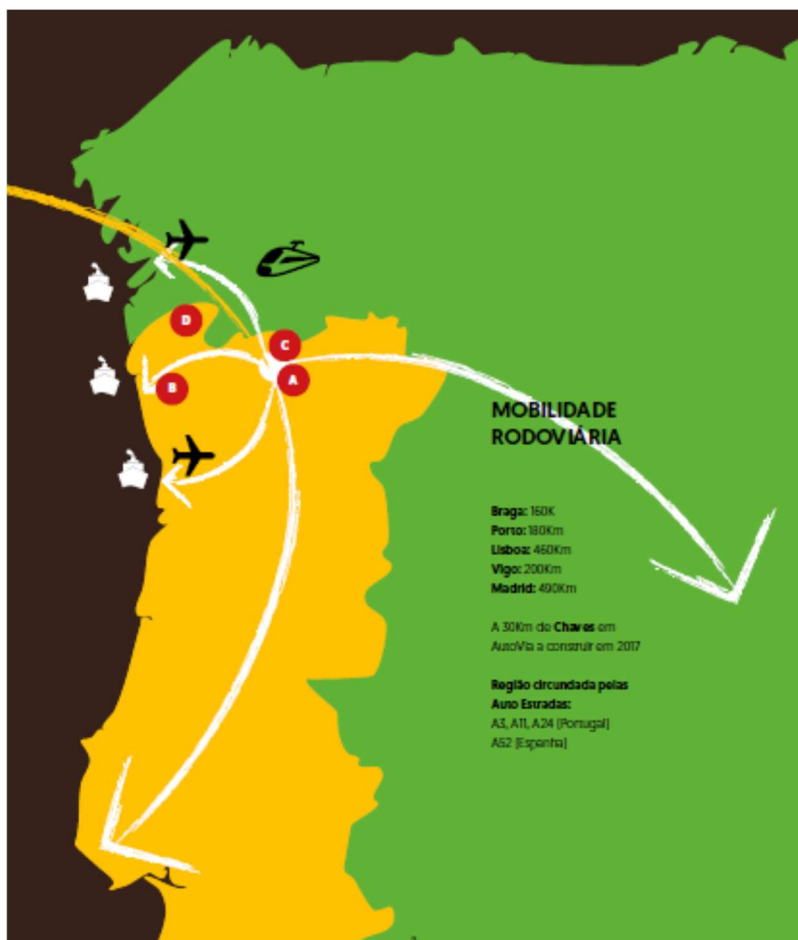 D
C
A
B
MOBILIDADE
RODOVIÁRIA
Braga: 160K
Porto: 180Km
Lisboa: 460Km
Vigo: 200Km
Madrid: 490Km
A 30Km de Chaves em
AutoVia a construir em 2017
Região circundada pelas
Auto Estradas:
A3, A11, A24 (Portugal)
A52 (Espanha)